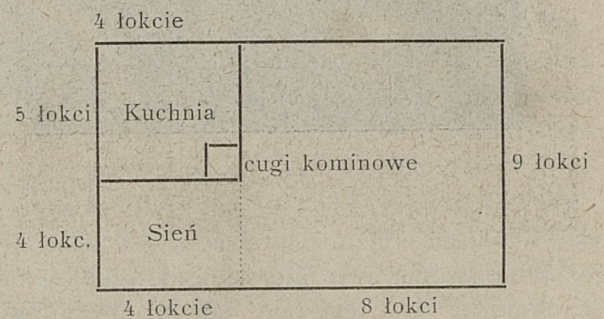 4 łokcie
5 łokci
Kuchnia
cugi kominowe
9 łokci
4 łokc.
Sień
4 łokcie
8 łokci